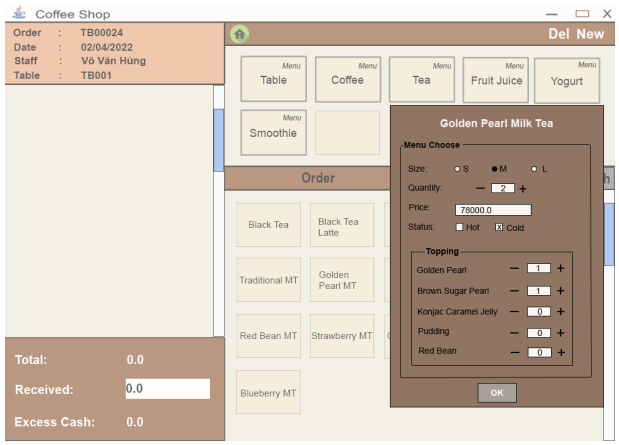 Coffee Shop
Order : TB00024
Date : 02/04/2022
Staff : Võ Văn Hùng
Table : TB001
Del New
Menu
Table
Menu
Coffee
Menu
Tea
Menu
Fruit Juice
Menu
Yogurt
Menu
Smoothie
Order
h
Black Tea
Black Tea
Latte
Traditional MT
Golden
Pearl MT
Red Bean MT
Strawberry MT
Blueberry MT
Golden Pearl Milk Tea
Menu Choose
Size: S M L
Quantity: — 2 +
Price: 78000.0
Status: Hot X Cold
Topping
Golden Pearl — 1 +
Brown Sugar Pearl — 1 +
Konjac Caramel Jelly — 0 +
Pudding — 0 +
Red Bean — 0 +
OK
Total: 0.0
Received: 0.0
Excess Cash: 0.0